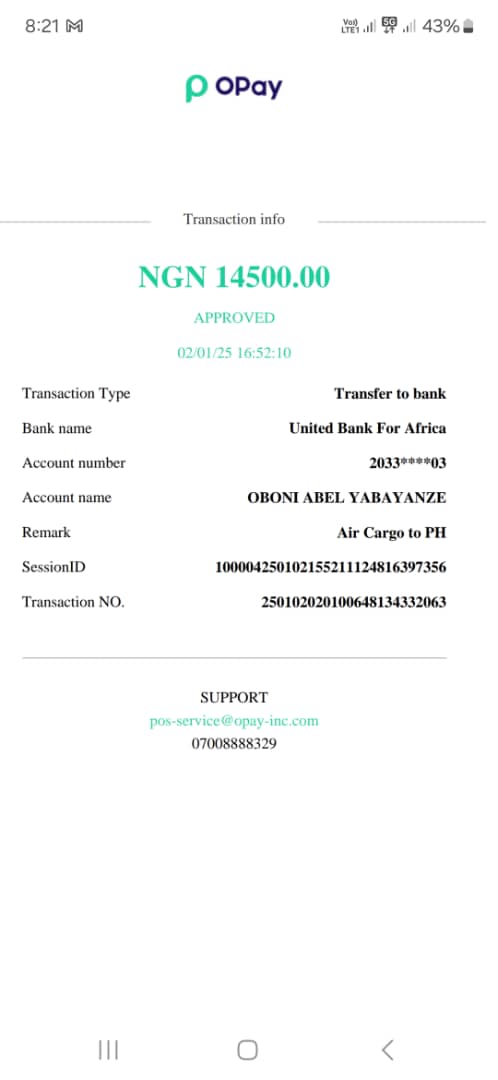 8:21 M Vo)) LTE1 5G 43%
OPay
Transaction info
NGN 14500.00
APPROVED
02/01/25 16:52:10
Transaction Type Transfer to bank
Bank name United Bank For Africa
Account number 2033****03
Account name OBONI ABEL YABAYANZE
Remark Air Cargo to PH
SessionID 100004250102155211124816397356
Transaction NO. 250102020100648134332063
SUPPORT
pos-service@opay-inc.com
07008888329